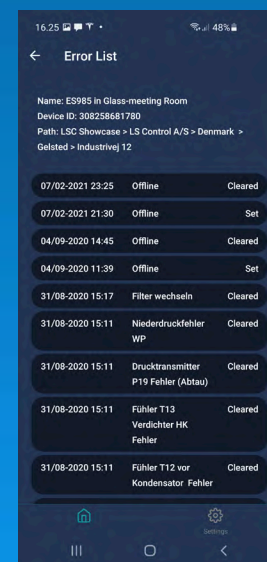 16.25 48%
Error List
Name: ES985 in Glass-meeting Room
Device ID: 308258681
780
Path: LSC Showcase > LS Control A/S > Denmark >
Gelsted > Industrivej 12
07/02-2021 23:25 Offline Cleared
07/02-2021 21:30 Offline Set
04/09-2020 14:45 Offline Cleared
04/09-2020 11:39 Offline Set
31/08-2020 15:17 Filter wechseln Cleared
31/08-2020 15:11 Niederdruckfehler Cleared
WP
31/08-2020 15:11 Drucktransmitter Cleared
P19 Fehler (Abtau)
31/08-2020 15:11 Fühler T13 Cleared
Verdichter HK
Fehler
31/08-2020 15:11 Fühler T12 vor Cleared
Kondensator Fehler
Settings